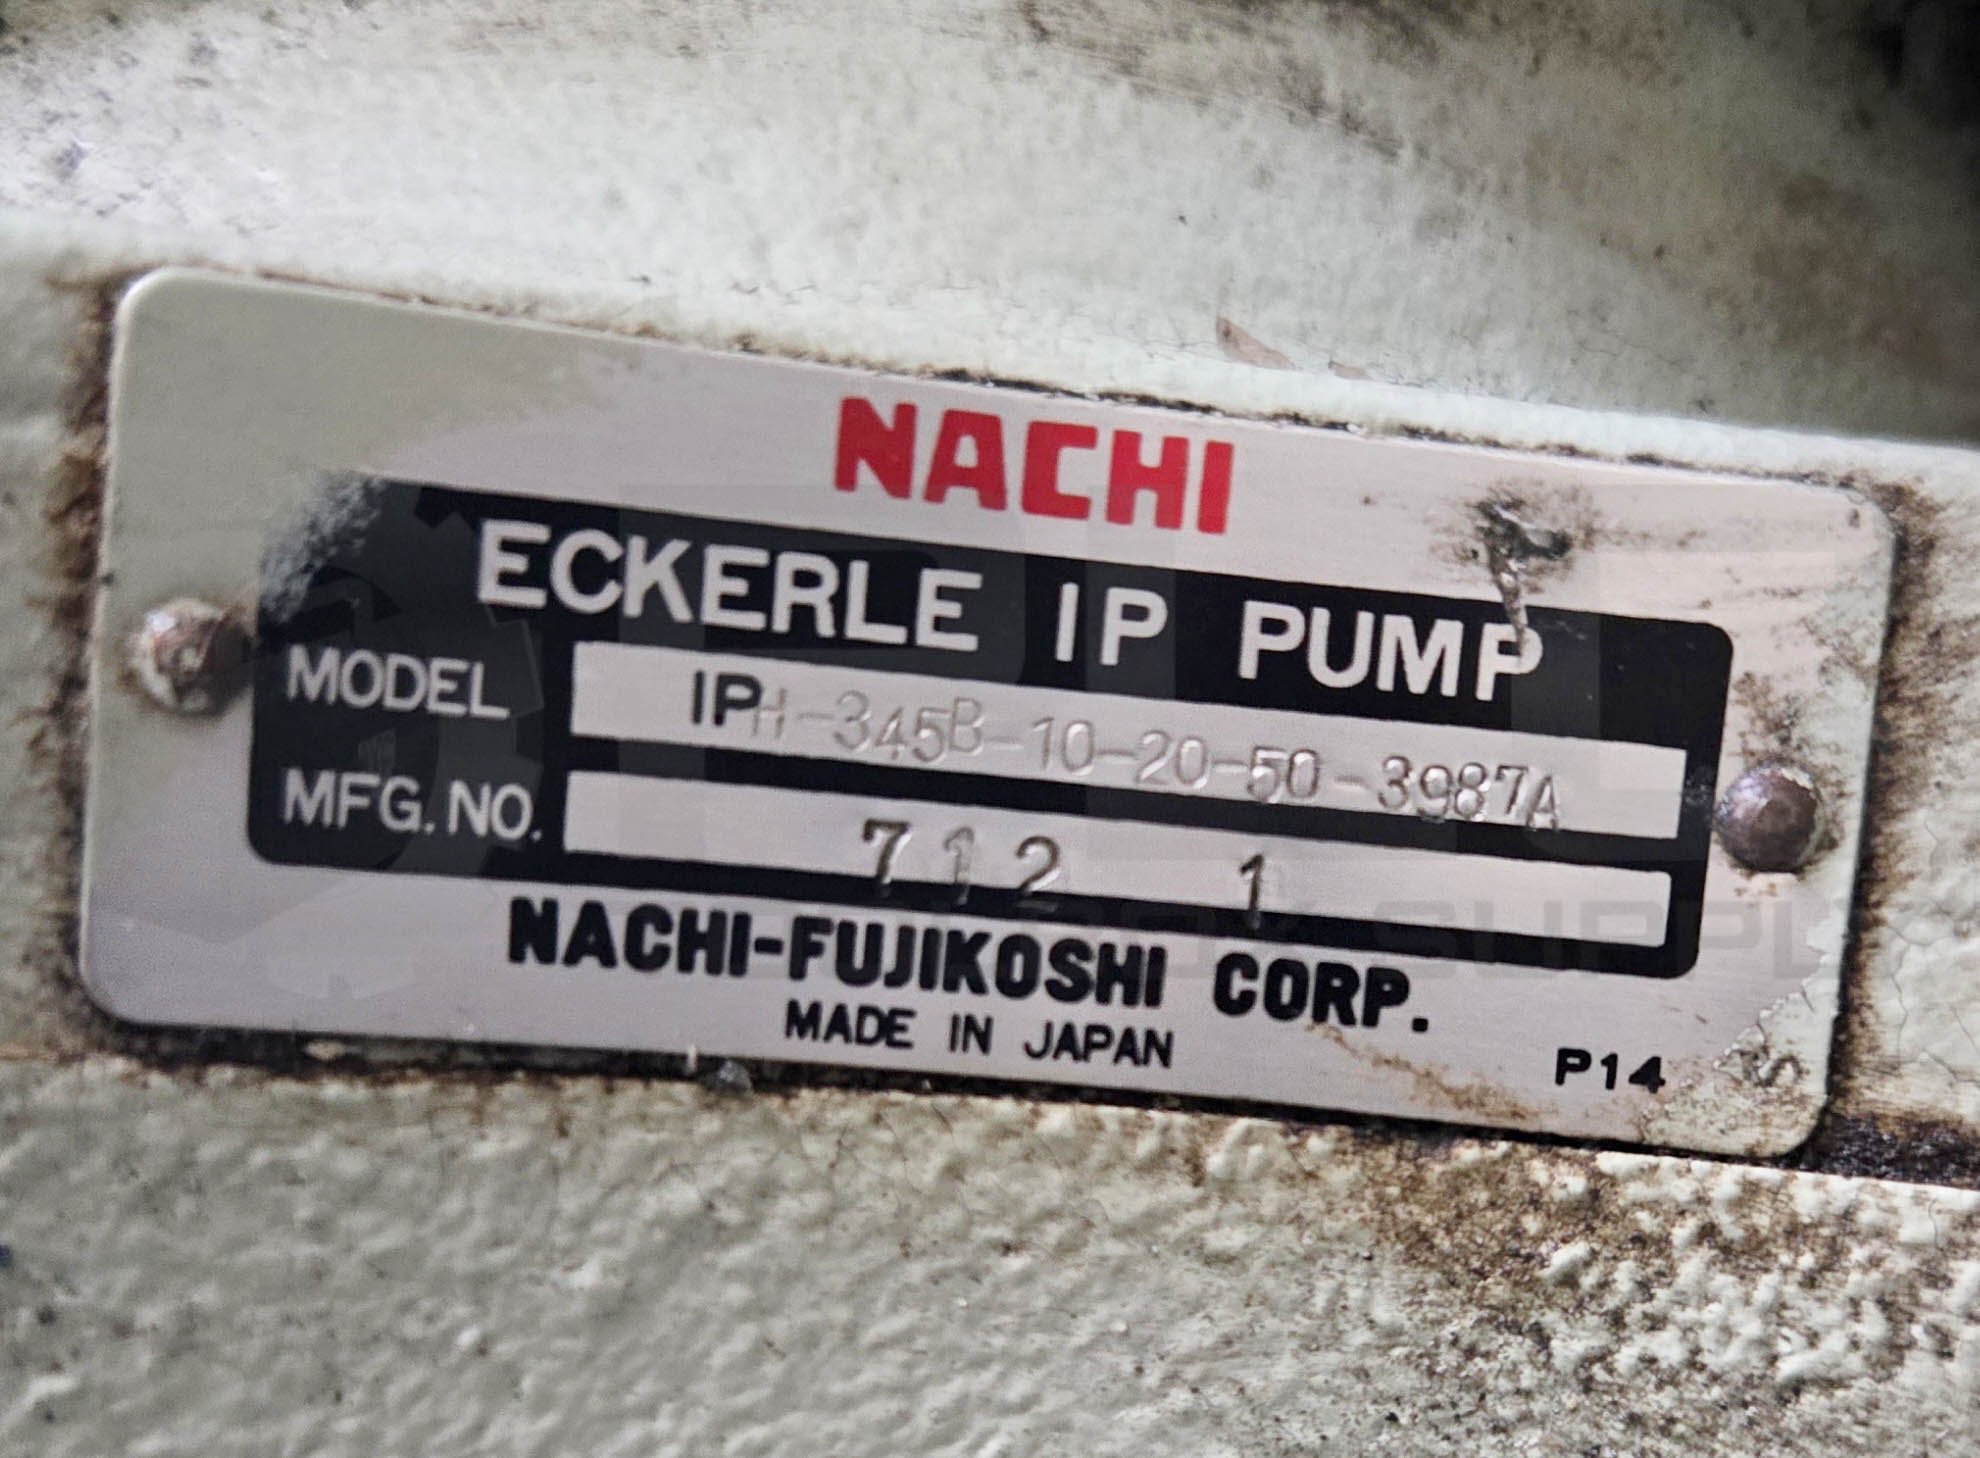 NACHI
ECKERLE IP PUMP
MODEL IPH-345B-10-20-50-3987A
MFG. NO. 712 1
NACHI-FUJIKOSHI CORP.
MADE IN JAPAN
P14